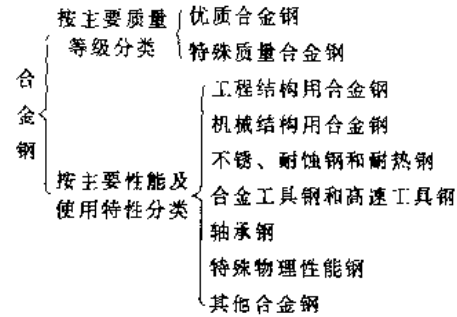 合金钢
按主要质量
等级分类
优质合金钢
特殊质量合金钢
按主要性能及
使用特性分类
工程结构用合金钢
机械结构用合金钢
不锈、耐蚀钢和耐热钢
合金工具钢和高速工具钢
轴承钢
特殊物理性能钢
其他合金钢